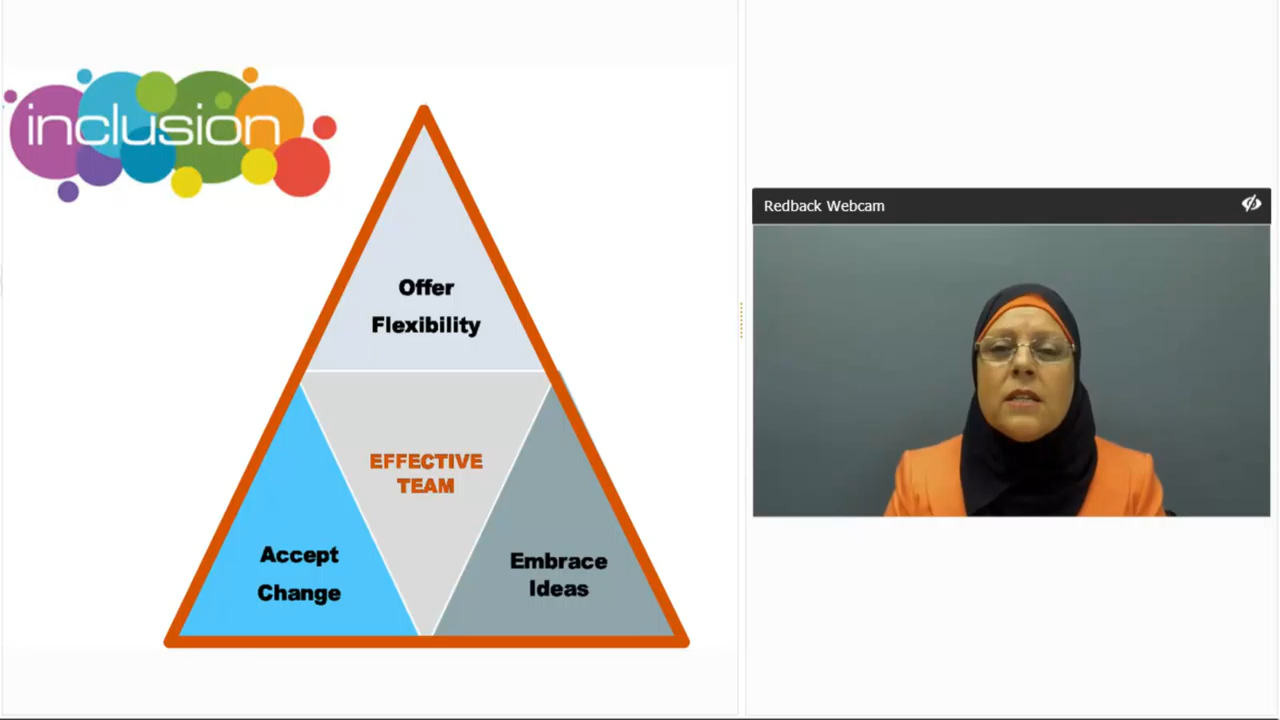 inclusion
Offer
Flexibility
EFFECTIVE
TEAM
Accept
Change
Embrace
Ideas
Redback Webcam